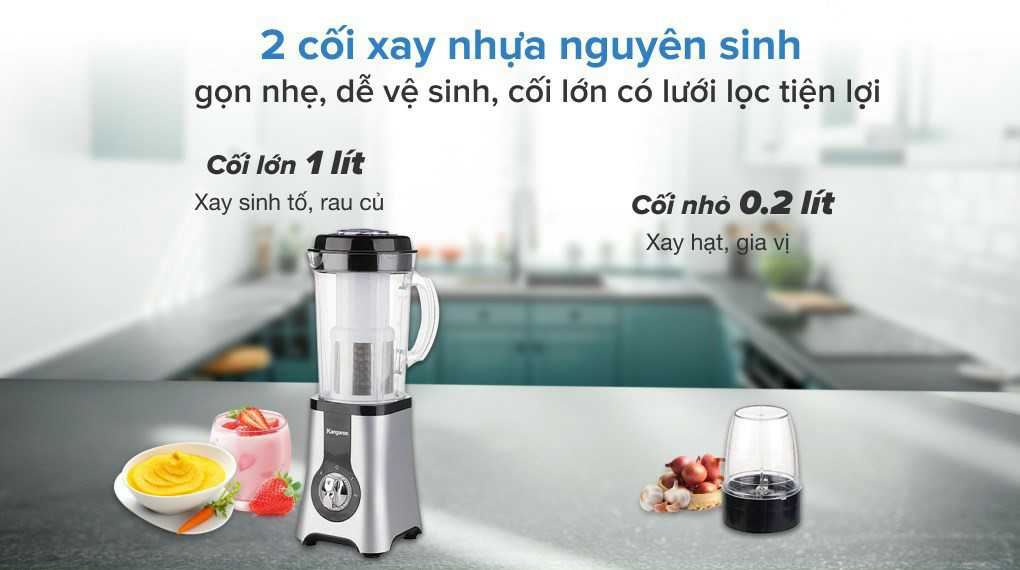 2 cối xay nhựa nguyên sinh
gọn nhẹ, dễ vệ sinh, cối lớn có lưới lọc tiện lợi
Cối lớn 1 lít
Xay sinh tố, rau củ
Cối nhỏ 0.2 lít
Xay hạt, gia vị
Kangaroo